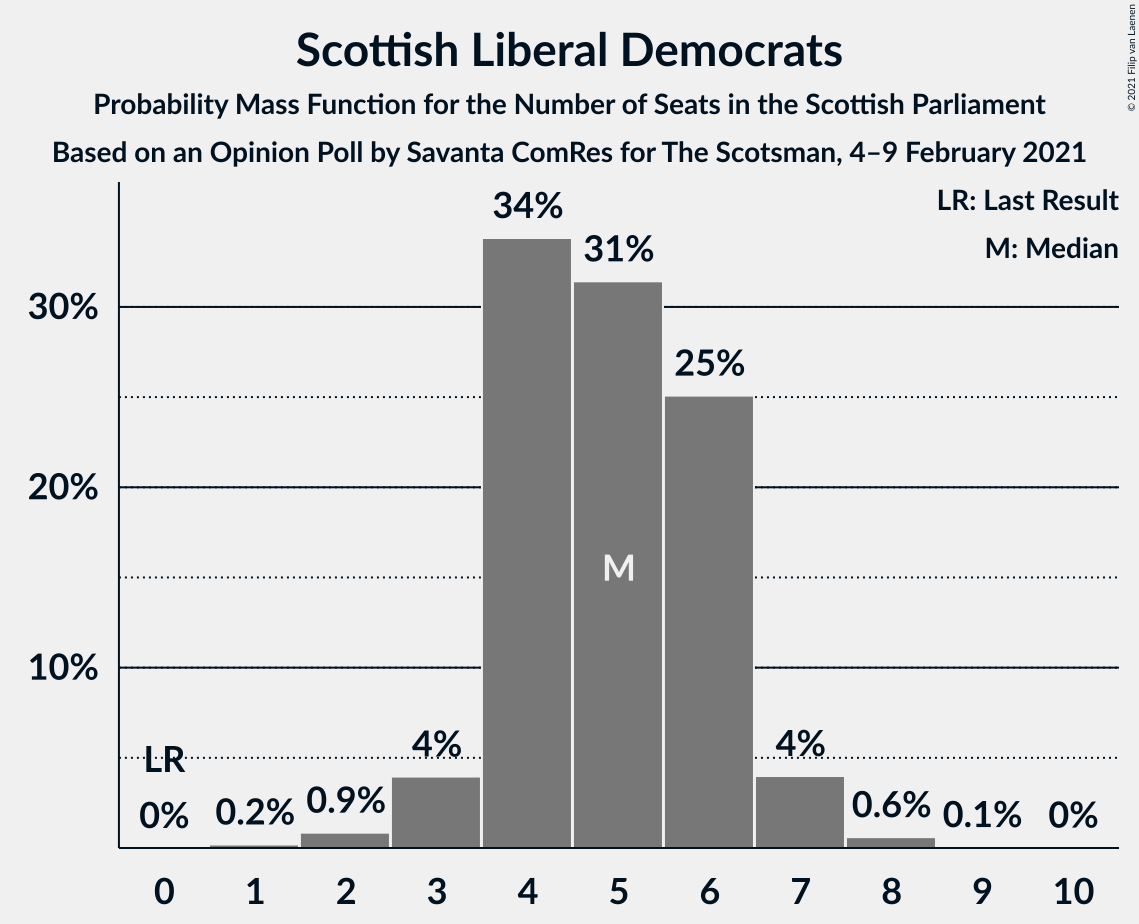 Scottish Liberal Democrats
Probability Mass Function for the Number of Seats in the Scottish Parliament
Based on an Opinion Poll by Savanta ComRes for The Scotsman, 4–9 February 2021
© 2021 Filip van Laenen
LR: Last Result
M: Median
34%
31%
30%
25%
20%
M
10%
4%
4%
LR
0%
0.2%
0.9%
0.6%
0.1%
0%
0 1 2 3 4 5 6 7 8 9 10